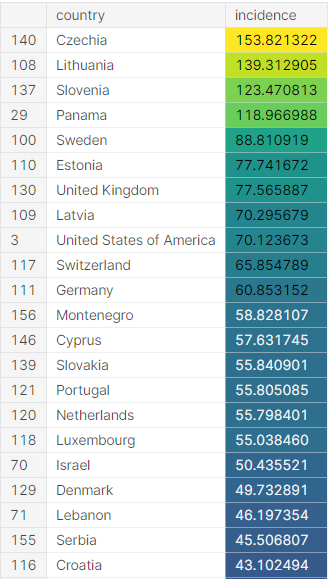 country incidence
140 Czechia 153.821322
108 Lithuania 139.312905
137 Slovenia 123.470813
29 Panama 118.966988
100 Sweden 88.810919
110 Estonia 77.741672
130 United Kingdom 77.565887
109 Latvia 70.295679
3 United States of America 70.123673
117 Switzerland 65.854789
111 Germany 60.853152
156 Montenegro 58.828107
146 Cyprus 57.631745
139 Slovakia 55.840901
121 Portugal 55.805085
120 Netherlands 55.798401
118 Luxembourg 55.038460
70 Israel 50.435521
129 Denmark 49.732891
71 Lebanon 46.197354
155 Serbia 45.506807
116 Croatia 43.102494